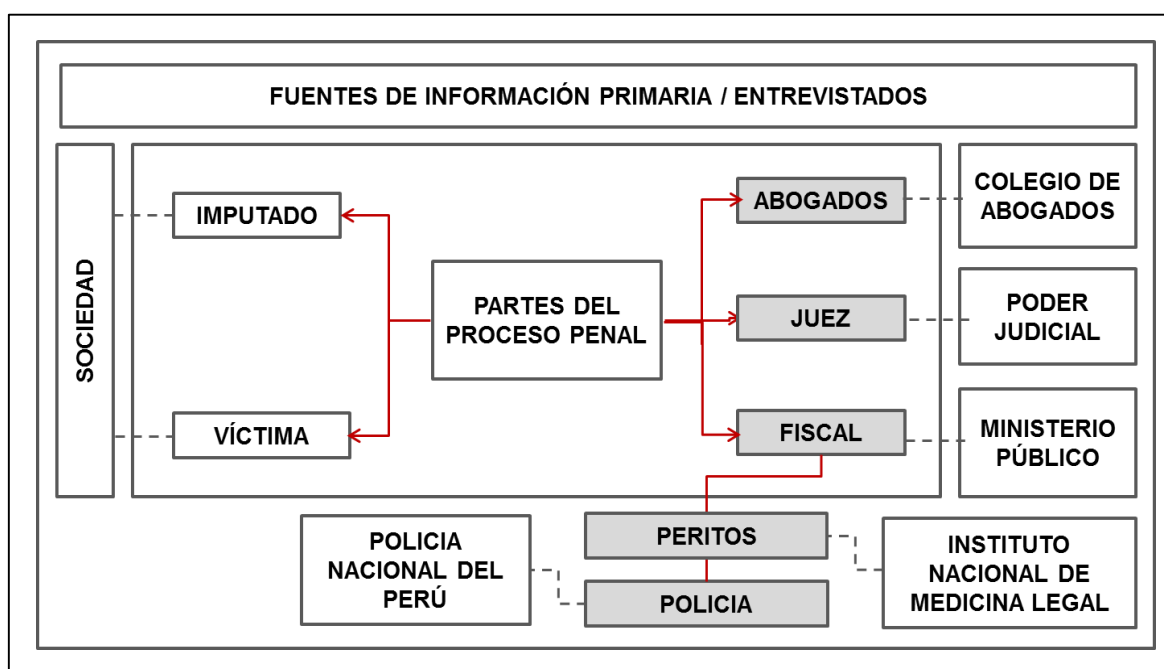 FUENTES DE INFORMACIÓN PRIMARIA / ENTREVISTADOS
SOCIEDAD
IMPUTADO
VÍCTIMA
PARTES DEL
PROCESO PENAL
ABOGADOS
JUEZ
FISCAL
COLEGIO DE
ABOGADOS
PODER
JUDICIAL
MINISTERIO
PÚBLICO
POLICIA
NACIONAL DEL
PERÚ
PERITOS
POLICIA
INSTITUTO
NACIONAL DE
MEDICINA LEGAL